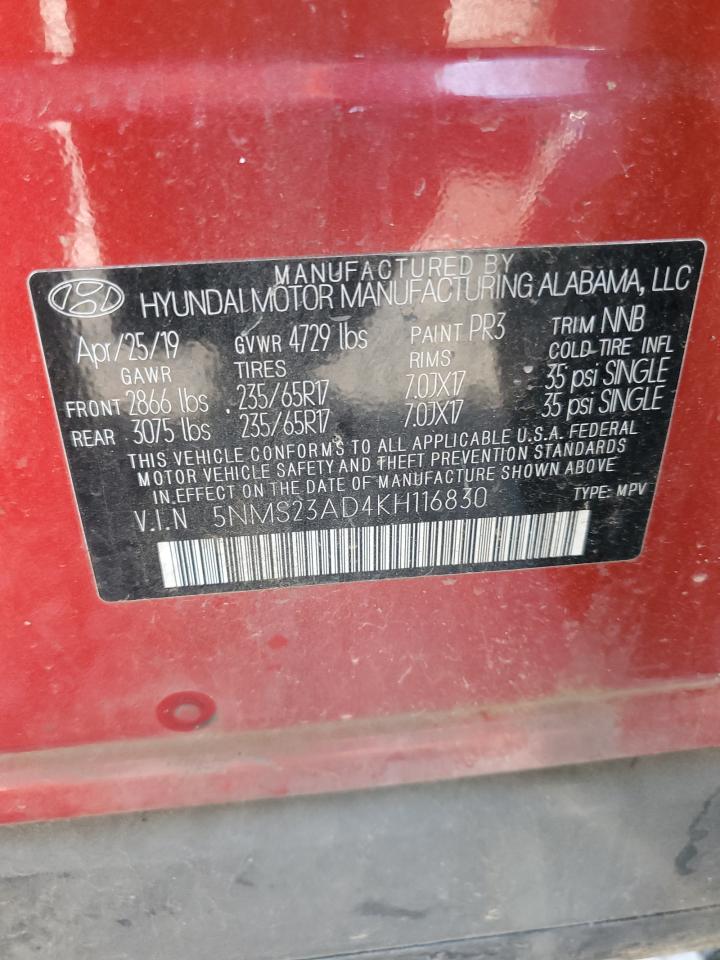 MANUFACTURED BY
HYUNDAI MOTOR MANUFACTURING ALABAMA, LLC
Apr/25/19 GVWR 4729 lbs PAINT PR3 TRIM NNB
GAWR TIRES RIMS COLD TIRE INFL
FRONT 2866 lbs 235/65R17 7.0JX17 35 psi SINGLE
REAR 3075 lbs 235/65R17 7.0JX17 35 psi SINGLE
THIS VEHICLE CONFORMS TO ALL APPLICABLE U.S.A. FEDERAL
MOTOR VEHICLE SAFETY AND THEFT PREVENTION STANDARDS
IN EFFECT ON THE DATE OF MANUFACTURE SHOWN ABOVE
V.I.N 5NMS23AD4KH116830 TYPE: MPV